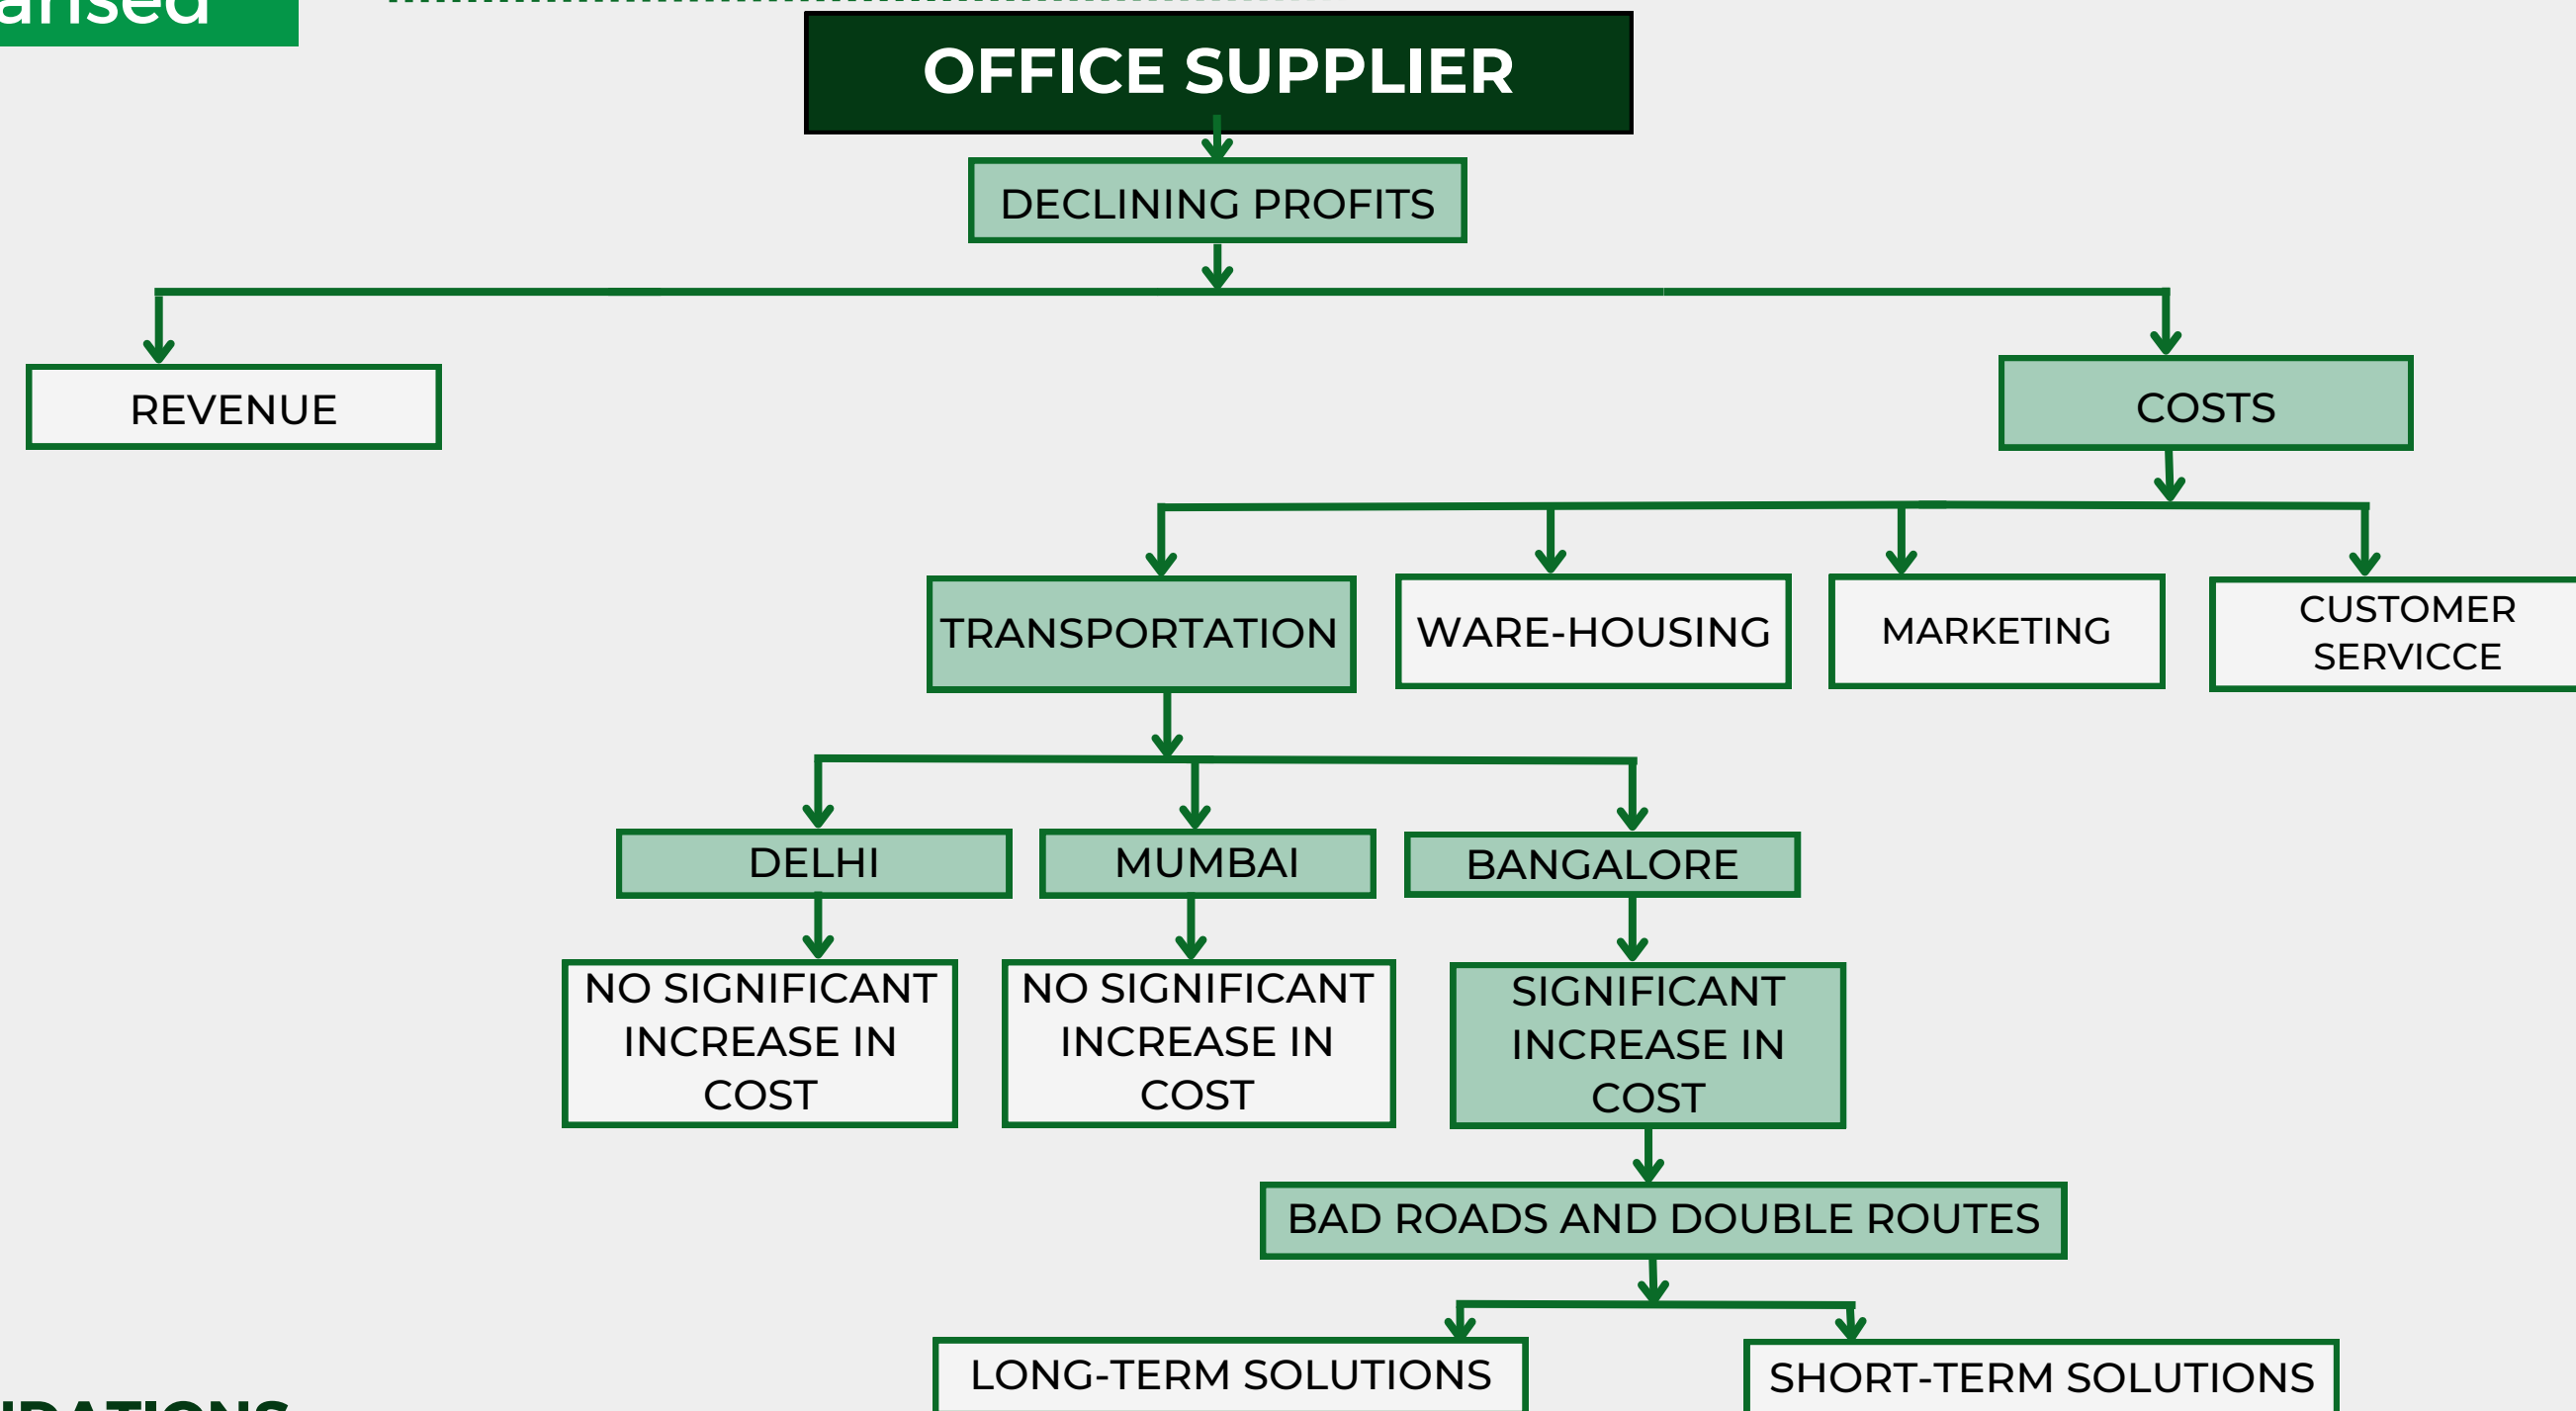 OFFICE SUPPLIER
DECLINING PROFITS
REVENUE
COSTS
TRANSPORTATION
WARE-HOUSING
MARKETING
CUSTOMER
SERVICCE
DELHI
MUMBAI
BANGALORE
NO SIGNIFICANT
INCREASE IN
COST
NO SIGNIFICANT
INCREASE IN
COST
SIGNIFICANT
INCREASE IN
COST
BAD ROADS AND DOUBLE ROUTES
LONG-TERM SOLUTIONS
SHORT-TERM SOLUTIONS